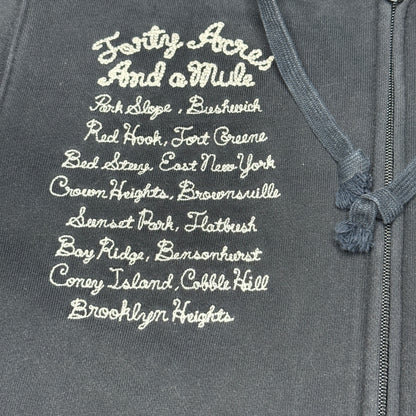 Forty Acres
And a Mule
Park Slope, Bushwick
Red Hook, Fort Greene
Bed Stuy, East New York
Crown Heights, Brownsville
Sunset Park, Flatbush
Bay Ridge, Bensonhurst
Coney Island, Cobble Hill
Brooklyn Heights